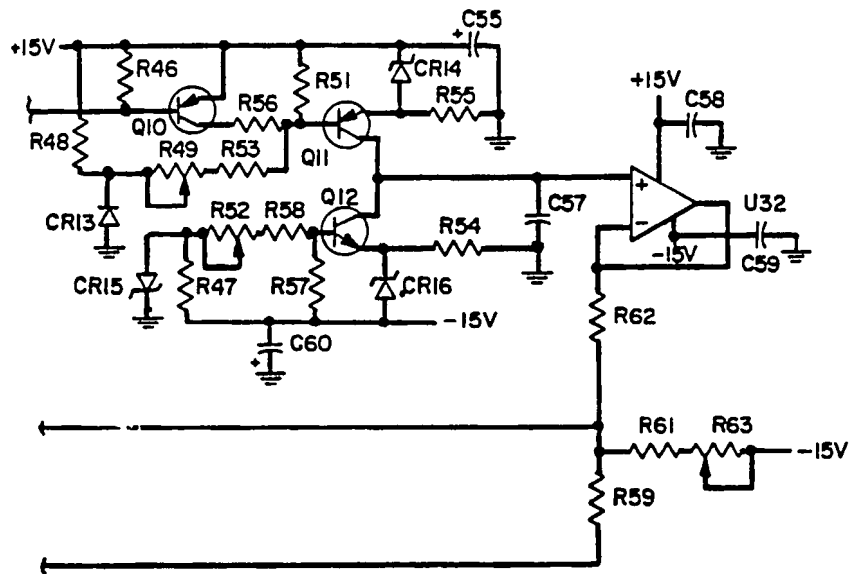 C55
+
+15V
R46
R51
CR14
+15V
C58
R56
R55
Q10
R48
R49
R53
Q11
Q12
C57
+
U32
CR13
R52
R58
R54
-
-15V
C59
CR15
R47
R57
CR16
R62
-15V
C60
+
R61
R63
-15V
R59